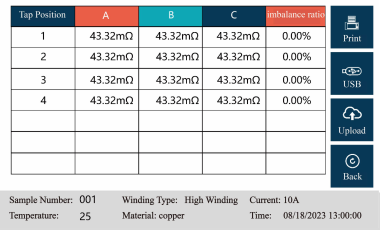 Tap Position A B C imbalance ratio
1 43.32mΩ 43.32mΩ 43.32mΩ 0.00%
2 43.32mΩ 43.32mΩ 43.32mΩ 0.00%
3 43.32mΩ 43.32mΩ 43.32mΩ 0.00%
4 43.32mΩ 43.32mΩ 43.32mΩ 0.00%
Print
USB
Upload
Back
Sample Number: 001 Winding Type: High Winding Current: 10A
Temperature: 25 Material: copper Time: 08/18/2023 13:00:00